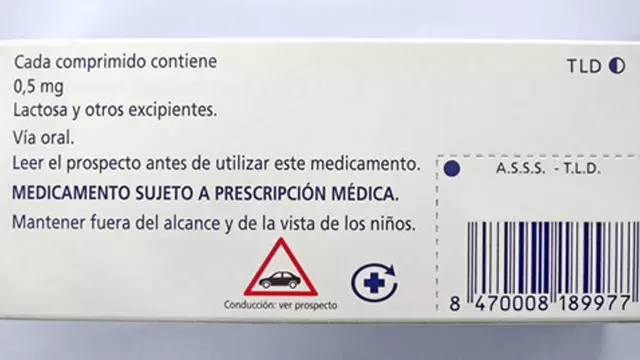 Cada comprimido contiene
0,5 mg
Lactosa y otros excipientes.
Vía oral.
Leer el prospecto antes de utilizar este medicamento.
MEDICAMENTO SUJETO A PRESCRIPCIÓN MÉDICA.
Mantener fuera del alcance y de la vista de los niños.
Conducción: ver prospecto
TLD
A.S.S.S. - T.L.D.
8 470008 189977